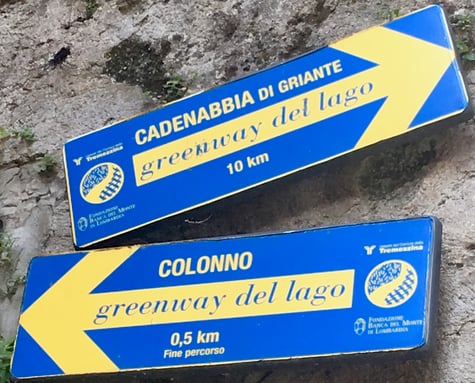 CADENABBIA DI GRIANTE
greenway del lago
10 km
Tremezzina
FONDAZIONE
BANCA DEL MONTE
DI LOMBARDIA
COLONNO
greenway del lago
0,5 km
Fine percorso
Tremezzina
FONDAZIONE
BANCA DEL MONTE
DI LOMBARDIA